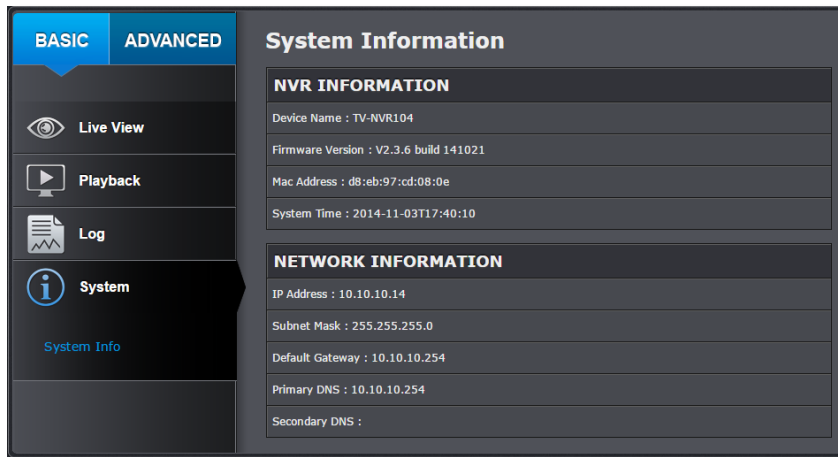 BASIC ADVANCED
Live View
Playback
Log
System
System Info
System Information
NVR INFORMATION
Device Name : TV-NVR104
Firmware Version : V2.3.6 build 141021
Mac Address : d8:eb:97:cd:08:0e
System Time : 2014-11-03T17:40:10
NETWORK INFORMATION
IP Address : 10.10.10.14
Subnet Mask : 255.255.255.0
Default Gateway : 10.10.10.254
Primary DNS : 10.10.10.254
Secondary DNS :